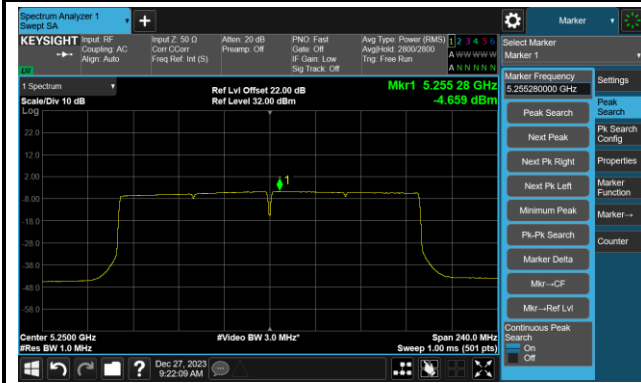 Spectrum Analyzer 1
Swept SA
Marker
KEYSIGHT
Input: RF
Coupling: AC
Align: Auto
Input Z: 50 Ω
Corr CCorr
Freq Ref: Int (S)
Atten: 20 dB
Preamp: Off
PNO: Fast
Gate: Off
IF Gain: Low
Sig Track: Off
Avg Type: Power (RMS)
Avg|Hold: 2800/2800
Trig: Free Run
1 2 3 4 5 6
A W W W W W
A N N N N N
LXI
Select Marker
Marker 1
1 Spectrum
Scale/Div 10 dB
Log
Ref Lvl Offset 22.00 dB
Ref Level 32.00 dBm
Mkr1 5.255 28 GHz
-4.659 dBm
22.0
12.0
2.00
-8.00
-18.0
-28.0
-38.0
-48.0
-58.0
1
Center 5.2500 GHz
#Res BW 1.0 MHz
#Video BW 3.0 MHz*
Span 240.0 MHz
Sweep 1.00 ms (501 pts)
Marker Frequency
5.255280000 GHz
Peak Search
Next Peak
Next Pk Right
Next Pk Left
Minimum Peak
Pk-Pk Search
Marker Delta
Mkr→CF
Mkr→Ref Lvl
Continuous Peak
Search
On
Off
Settings
Peak
Search
Pk Search
Config
Properties
Marker
Function
Marker→
Counter
?
Dec 27, 2023
9:22:09 AM